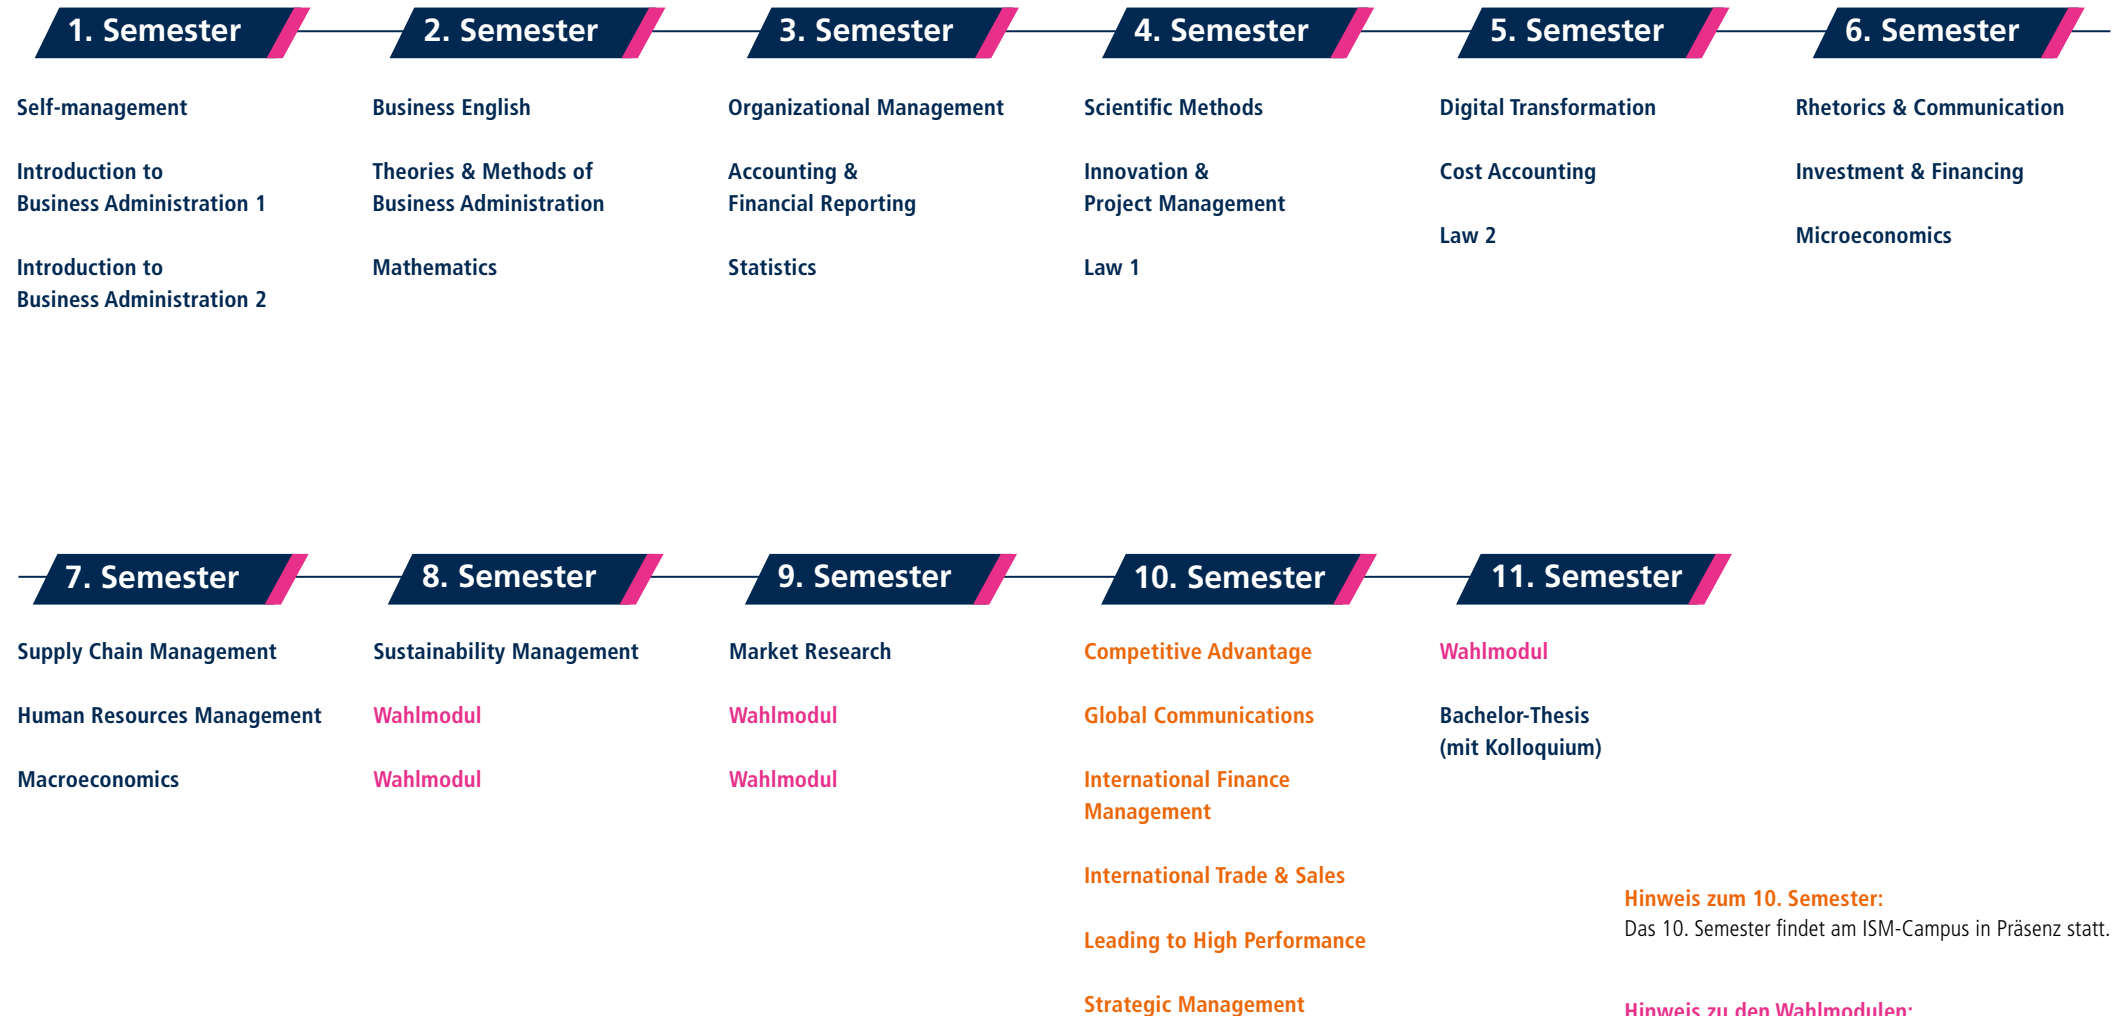 1. Semester
Self-management
Introduction to
Business Administration 1
Introduction to
Business Administration 2
2. Semester
Business English
Theories & Methods of
Business Administration
Mathematics
3. Semester
Organizational Management
Accounting &
Financial Reporting
Statistics
4. Semester
Scientific Methods
Innovation &
Project Management
Law 1
5. Semester
Digital Transformation
Cost Accounting
Law 2
6. Semester
Rhetorics & Communication
Investment & Financing
Microeconomics
7. Semester
Supply Chain Management
Human Resources Management
Macroeconomics
8. Semester
Sustainability Management
Wahlmodul
Wahlmodul
9. Semester
Market Research
Wahlmodul
Wahlmodul
10. Semester
Competitive Advantage
Global Communications
International Finance
Management
International Trade & Sales
Leading to High Performance
Strategic Management
11. Semester
Wahlmodul
Bachelor-Thesis
(mit Kolloquium)
Hinweis zum 10. Semester:
Das 10. Semester findet am ISM-Campus in Präsenz statt.
Hinweis zu den Wahlmodulen: